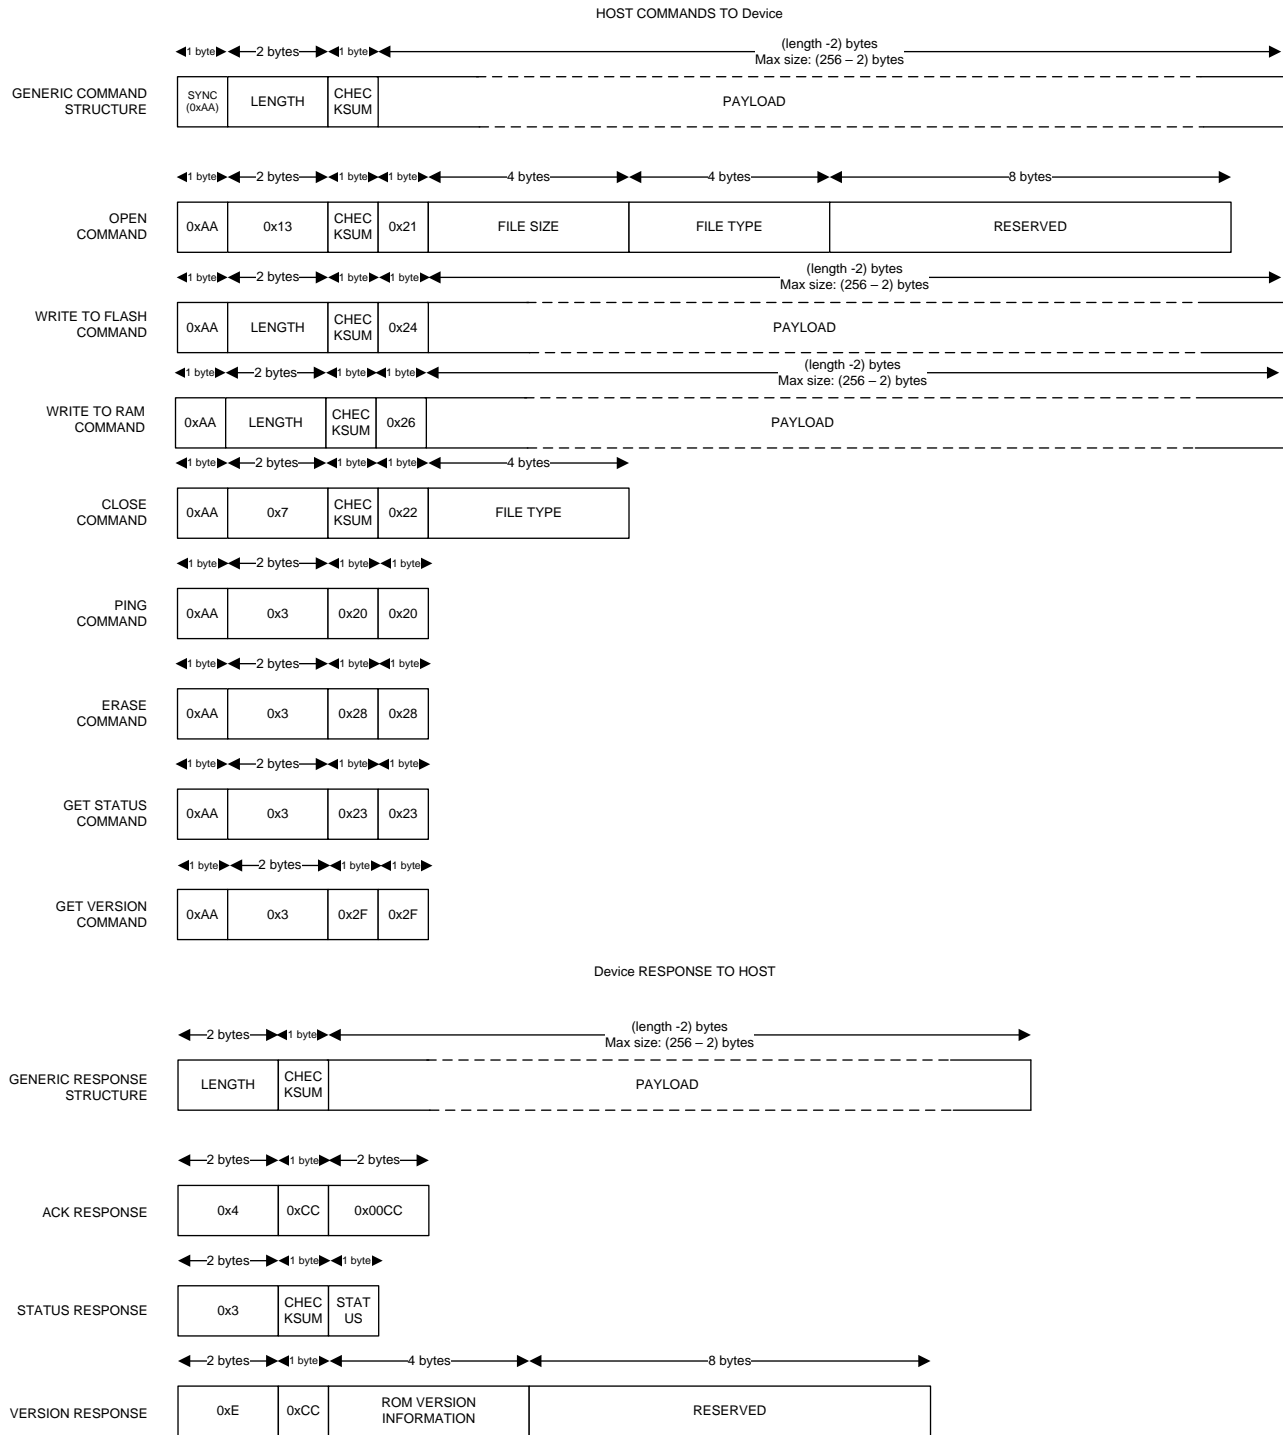 HOST COMMANDS TO Device
1 byte 2 bytes 1 byte (length -2) bytes
Max size: (256 – 2) bytes
GENERIC COMMAND
STRUCTURE
SYNC
(0xAA)
LENGTH
CHEC
KSUM
PAYLOAD
1 byte 2 bytes 1 byte 1 byte 4 bytes 4 bytes 8 bytes
OPEN
COMMAND
0xAA
0x13
CHEC
KSUM
0x21
FILE SIZE
FILE TYPE
RESERVED
1 byte 2 bytes 1 byte 1 byte (length -2) bytes
Max size: (256 – 2) bytes
WRITE TO FLASH
COMMAND
0xAA
LENGTH
CHEC
KSUM
0x24
PAYLOAD
1 byte 2 bytes 1 byte 1 byte (length -2) bytes
Max size: (256 – 2) bytes
WRITE TO RAM
COMMAND
0xAA
LENGTH
CHEC
KSUM
0x26
PAYLOAD
1 byte 2 bytes 1 byte 1 byte 4 bytes
CLOSE
COMMAND
0xAA
0x7
CHEC
KSUM
0x22
FILE TYPE
1 byte 2 bytes 1 byte 1 byte
PING
COMMAND
0xAA
0x3
0x20
0x20
1 byte 2 bytes 1 byte 1 byte
ERASE
COMMAND
0xAA
0x3
0x28
0x28
1 byte 2 bytes 1 byte 1 byte
GET STATUS
COMMAND
0xAA
0x3
0x23
0x23
1 byte 2 bytes 1 byte 1 byte
GET VERSION
COMMAND
0xAA
0x3
0x2F
0x2F
Device RESPONSE TO HOST
2 bytes 1 byte (length -2) bytes
Max size: (256 – 2) bytes
GENERIC RESPONSE
STRUCTURE
LENGTH
CHEC
KSUM
PAYLOAD
2 bytes 1 byte 2 bytes
ACK RESPONSE
0x4
0xCC
0x00CC
2 bytes 1 byte 1 byte
STATUS RESPONSE
0x3
CHEC
KSUM
STAT
US
2 bytes 1 byte 4 bytes 8 bytes
VERSION RESPONSE
0xE
0xCC
ROM VERSION
INFORMATION
RESERVED